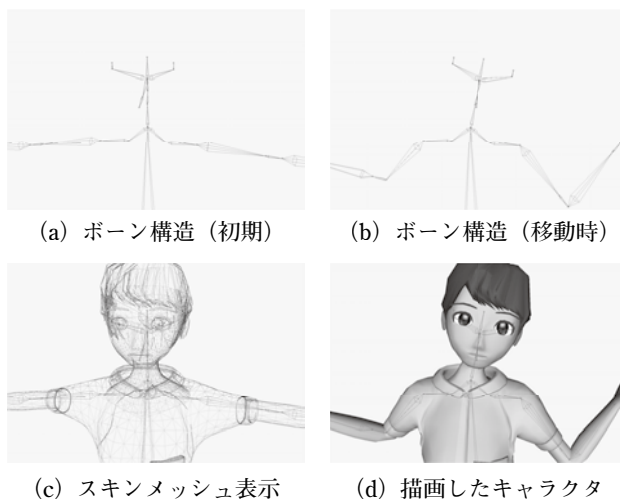 (a) ボーン構造（初期）
(b) ボーン構造（移動時）
(c) スキンメッシュ表示
(d) 描画したキャラクタ